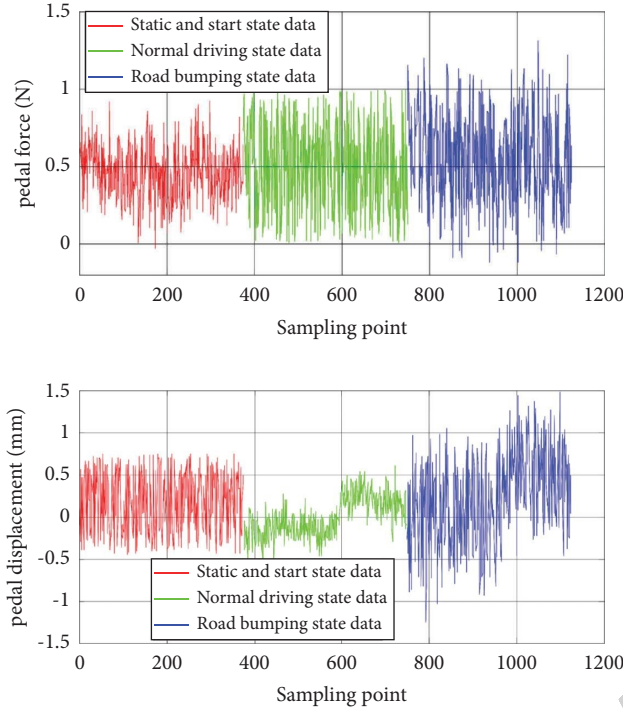 Static and start state data
Normal driving state data
Road bumping state data
pedal force (N)
1.5
1
0.5
0
-0.5
0 200 400 600 800 1000 1200
Sampling point
pedal displacement (mm)
1.5
1
0.5
0
-0.5
-1
-1.5
Static and start state data
Normal driving state data
Road bumping state data
0 200 400 600 800 1000 1200
Sampling point